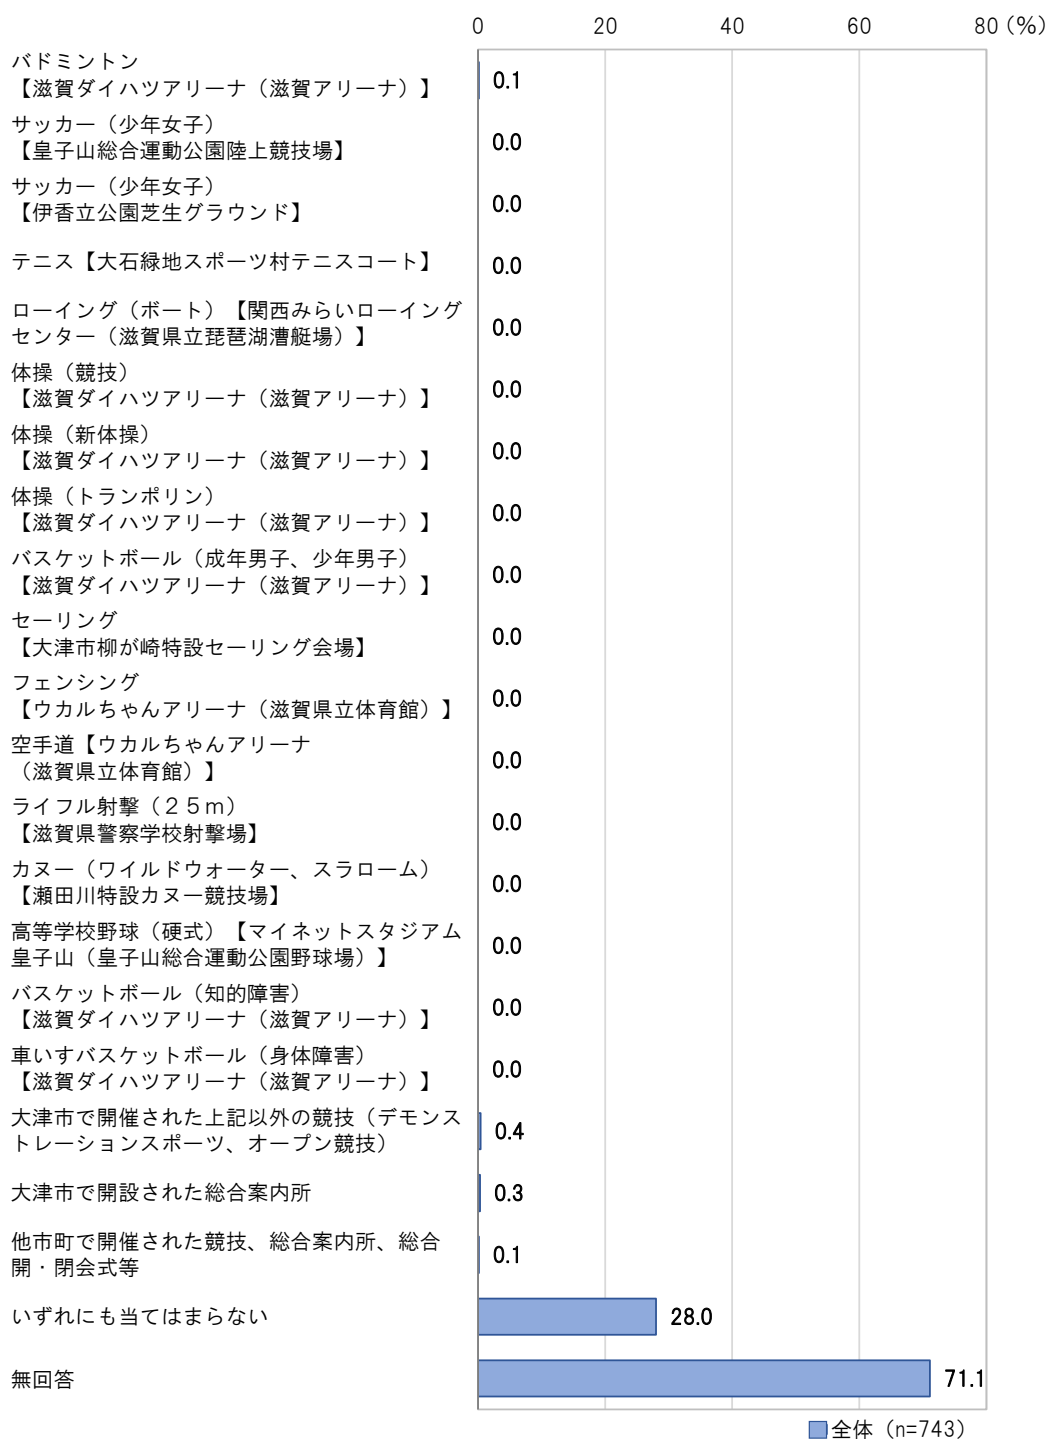 0 20 40 60 80 (%)
バドミントン
【滋賀ダイハツアリーナ（滋賀アリーナ）】
0.1
サッカー（少年女子）
【皇子山総合運動公園陸上競技場】
0.0
サッカー（少年女子）
【伊香立公園芝生グラウンド】
0.0
テニス【大石緑地スポーツ村テニスコート】
0.0
ローイング（ボート）【関西みらいローイング
センター（滋賀県立琵琶湖漕艇場）】
0.0
体操（競技）
【滋賀ダイハツアリーナ（滋賀アリーナ）】
0.0
体操（新体操）
【滋賀ダイハツアリーナ（滋賀アリーナ）】
0.0
体操（トランポリン）
【滋賀ダイハツアリーナ（滋賀アリーナ）】
0.0
バスケットボール（成年男子、少年男子）
【滋賀ダイハツアリーナ（滋賀アリーナ）】
0.0
セーリング
【大津市柳が崎特設セーリング会場】
0.0
フェンシング
【ウカルちゃんアリーナ（滋賀県立体育館）】
0.0
空手道【ウカルちゃんアリーナ
（滋賀県立体育館）】
0.0
ライフル射撃（２５ｍ）
【滋賀県警察学校射撃場】
0.0
カヌー（ワイルドウォーター、スラローム）
【瀬田川特設カヌー競技場】
0.0
高等学校野球（硬式）【マイネットスタジアム
皇子山（皇子山総合運動公園野球場）】
0.0
バスケットボール（知的障害）
【滋賀ダイハツアリーナ（滋賀アリーナ）】
0.0
車いすバスケットボール（身体障害）
【滋賀ダイハツアリーナ（滋賀アリーナ）】
0.0
大津市で開催された上記以外の競技（デモンス
トレーションスポーツ、オープン競技）
0.4
大津市で開設された総合案内所
0.3
他市町で開催された競技、総合案内所、総合
開・閉会式等
0.1
いずれにも当てはまらない
28.0
無回答
71.1
全体（n=743）